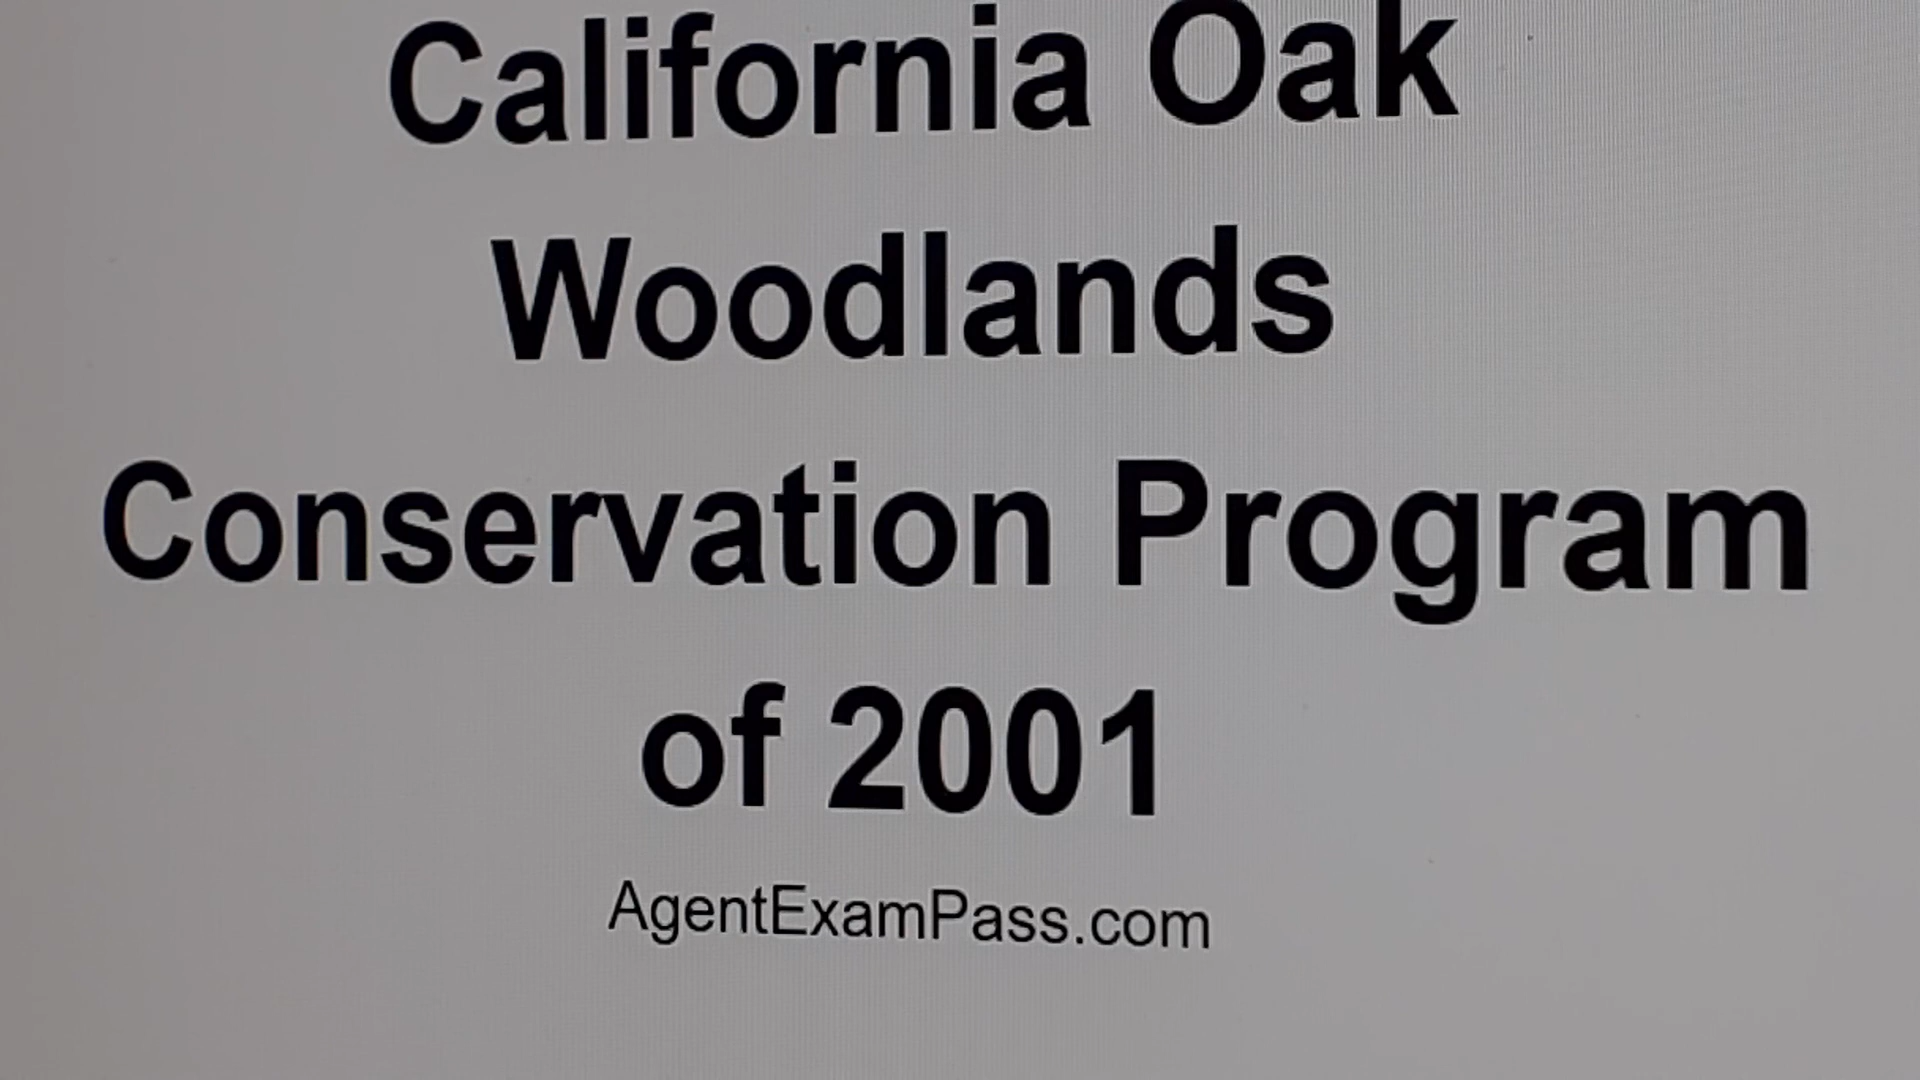 California Oak
Woodlands
Conservation Program
of 2001
AgentExamPass.com